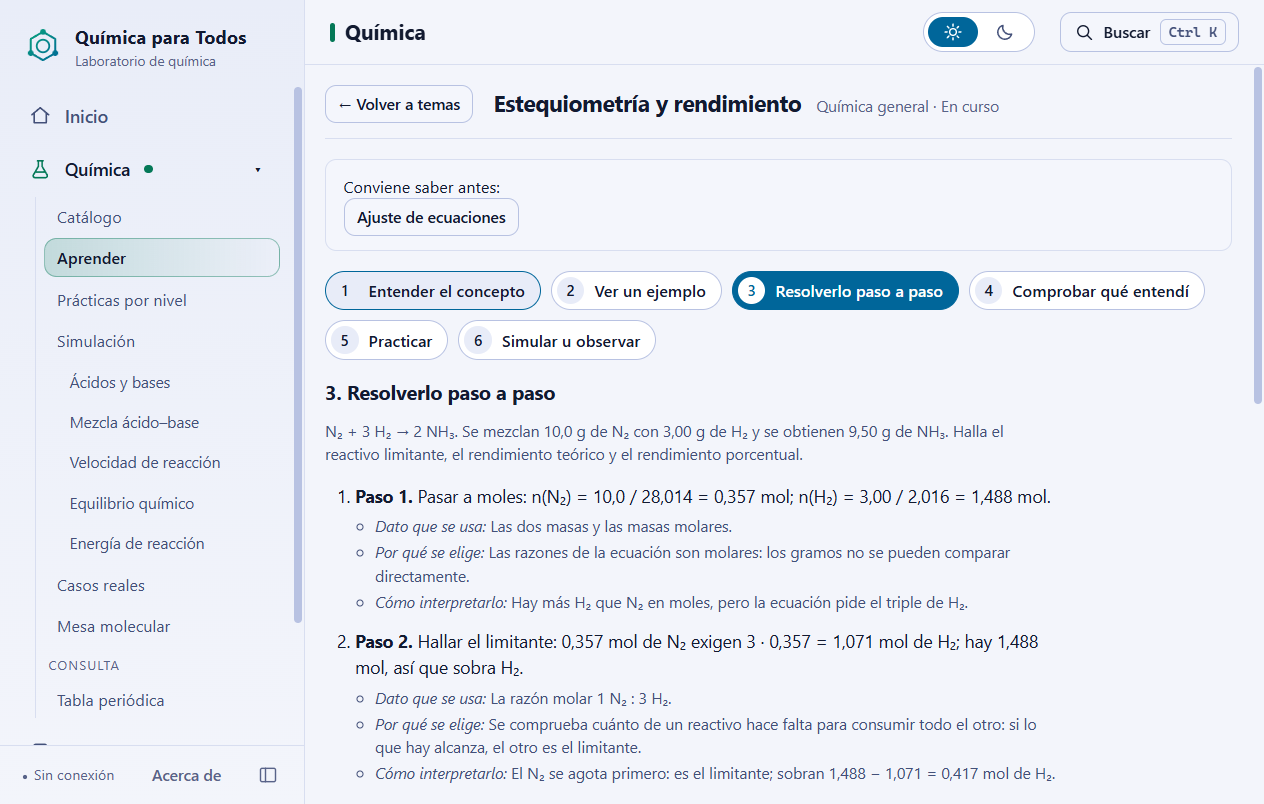 Química para Todos
Laboratorio de química
Inicio
Química
Catálogo
Aprender
Prácticas por nivel
Simulación
Ácidos y bases
Mezcla ácido–base
Velocidad de reacción
Equilibrio químico
Energía de reacción
Casos reales
Mesa molecular
CONSULTA
Tabla periódica
• Sin conexión
Acerca de
Química
Buscar Ctrl K
← Volver a temas
Estequiometría y rendimiento
Química general · En curso
Conviene saber antes:
Ajuste de ecuaciones
1 Entender el concepto
2 Ver un ejemplo
3 Resolverlo paso a paso
4 Comprobar qué entendí
5 Practicar
6 Simular u observar
3. Resolverlo paso a paso
N₂ + 3 H₂ → 2 NH₃. Se mezclan 10,0 g de N₂ con 3,00 g de H₂ y se obtienen 9,50 g de NH₃. Halla el
reactivo limitante, el rendimiento teórico y el rendimiento porcentual.
1. Paso 1. Pasar a moles: n(N₂) = 10,0 / 28,014 = 0,357 mol; n(H₂) = 3,00 / 2,016 = 1,488 mol.
Dato que se usa: Las dos masas y las masas molares.
Por qué se elige: Las razones de la ecuación son molares: los gramos no se pueden comparar
directamente.
Cómo interpretarlo: Hay más H₂ que N₂ en moles, pero la ecuación pide el triple de H₂.
2. Paso 2. Hallar el limitante: 0,357 mol de N₂ exigen 3 · 0,357 = 1,071 mol de H₂; hay 1,488
mol, así que sobra H₂.
Dato que se usa: La razón molar 1 N₂ : 3 H₂.
Por qué se elige: Se comprueba cuánto de un reactivo hace falta para consumir todo el otro: si lo
que hay alcanza, el otro es el limitante.
Cómo interpretarlo: El N₂ se agota primero: es el limitante; sobran 1,488 − 1,071 = 0,417 mol de H₂.